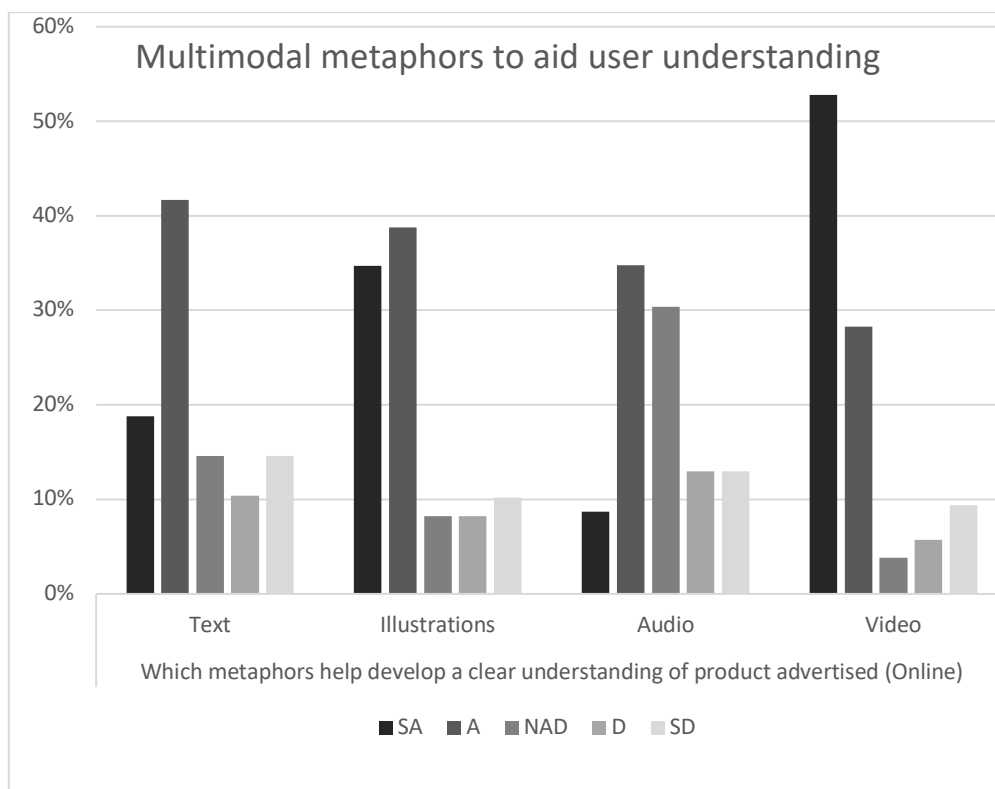 Multimodal metaphors to aid user understanding
60%
50%
40%
30%
20%
10%
0%
Text Illustrations Audio Video
Which metaphors help develop a clear understanding of product advertised (Online)
SA A NAD D SD